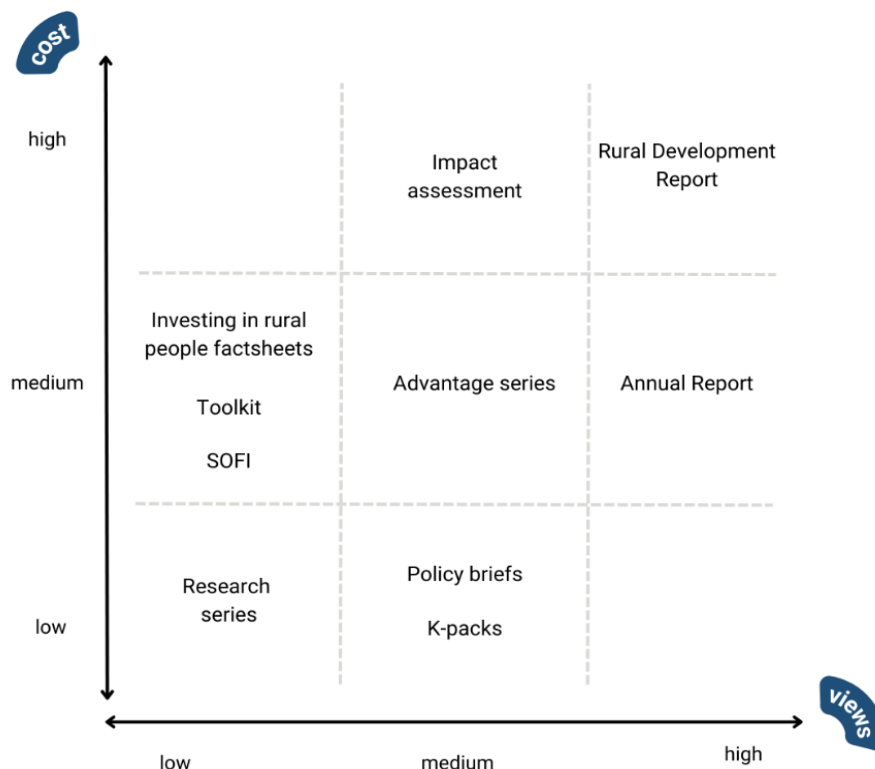 cost
high
Impact
assessment
Rural Development
Report
Investing in rural
people factsheets
Toolkit
SOFI
medium
Advantage series
Annual Report
Research
series
Policy briefs
K-packs
low
views
low
medium
high